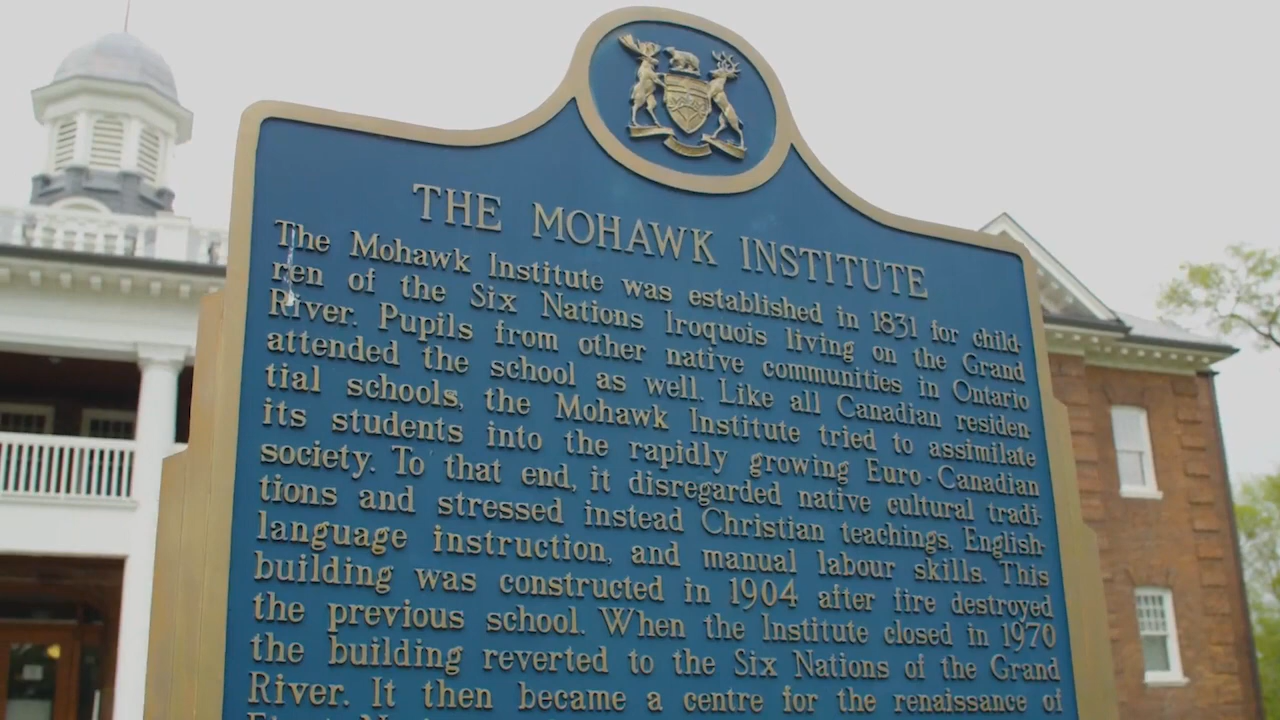 THE MOHAWK INSTITUTE
The Mohawk Institute was established in 1831 for child-
ren of the Six Nations Iroquois living on the Grand
River. Pupils from other native communities in Ontario
attended the school as well. Like all Canadian residen-
tial schools, the Mohawk Institute tried to assimilate
its students into the rapidly growing Euro-Canadian
society. To that end, it disregarded native cultural tradi-
tions and stressed instead Christian teachings, English-
language instruction, and manual labour skills. This
building was constructed in 1904 after fire destroyed
the previous school. When the Institute closed in 1970
the building reverted to the Six Nations of the Grand
River. It then became a centre for the renaissance of